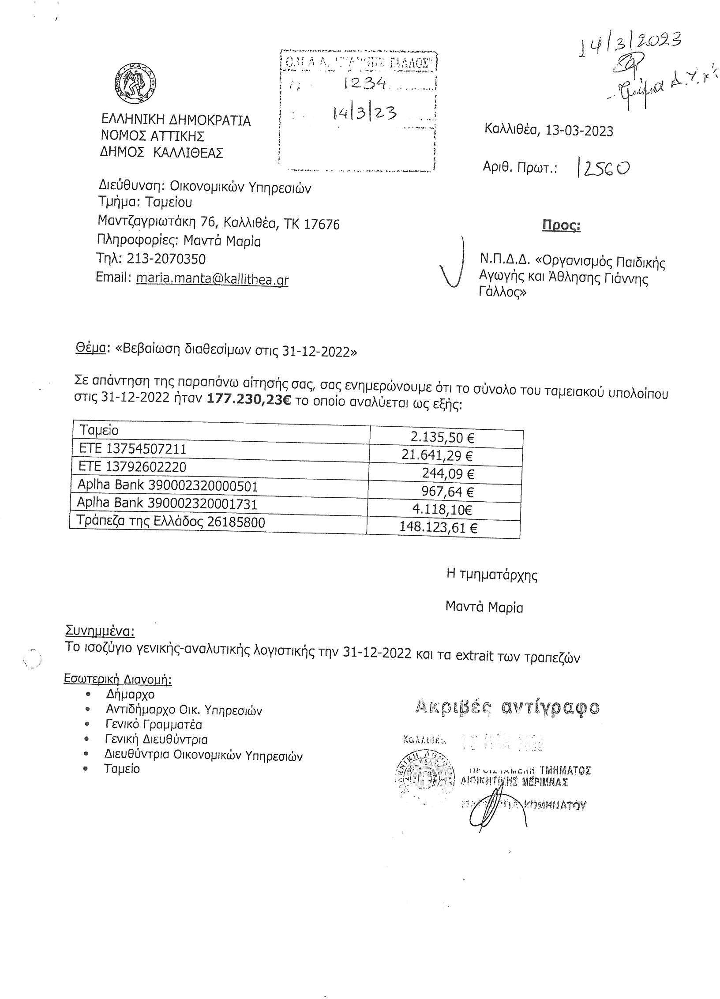 14/3/2023
Τμήμα Δ.Υ.
ΓΑΛΛΟΣ"
1234
14/3/23
ΔΗΜΟΣ ΚΑΛΛΙΘΕΑΣ
ΕΛΛΗΝΙΚΗ ΔΗΜΟΚΡΑΤΙΑ
ΝΟΜΟΣ ΑΤΤΙΚΗΣ
ΔΗΜΟΣ ΚΑΛΛΙΘΕΑΣ
Καλλιθέα, 13-03-2023
Αριθ. Πρωτ.: 12560
Διεύθυνση: Οικονομικών Υπηρεσιών
Τμήμα: Ταμείου
Μαντζαγριωτάκη 76, Καλλιθέα, ΤΚ 17676
Πληροφορίες: Μαντά Μαρία
Τηλ: 213-2070350
Email: maria.manta@kallithea.gr
Προς:
Ν.Π.Δ.Δ. «Οργανισμός Παιδικής
Αγωγής και Άθλησης Γιάννης
Γάλλος»
Θέμα: «Βεβαίωση διαθεσίμων στις 31-12-2022»
Σε απάντηση της παραπάνω αίτησής σας, σας ενημερώνουμε ότι το σύνολο του ταμειακού υπολοίπου
στις 31-12-2022 ήταν 177.230,23€ το οποίο αναλύεται ως εξής:
Ταμείο 2.135,50 €
ΕΤΕ 13754507211 21.641,29 €
ΕΤΕ 13792602220 244,09 €
Aplha Bank 390002320000501 967,64 €
Aplha Bank 390002320001731 4.118,10€
Τράπεζα της Ελλάδος 26185800 148.123,61 €
Η τμηματάρχης
Μαντά Μαρία
Συνημμένα:
Το ισοζύγιο γενικής-αναλυτικής λογιστικής την 31-12-2022 και τα extrait των τραπεζών
Εσωτερική Διανομή:
• Δήμαρχο
• Αντιδήμαρχο Οικ. Υπηρεσιών
• Γενικό Γραμματέα
• Γενική Διευθύντρια
• Διευθύντρια Οικονομικών Υπηρεσιών
• Ταμείο
Ακριβές αντίγραφο
Καλλιθέα
ΠΡΟΪΣΤΑΜΕΝΗ ΤΜΗΜΑΤΟΣ
ΔΙΟΙΚΗΤΙΚΗΣ ΜΕΡΙΜΝΑΣ
ΚΟΜΗΝΑΤΟΥ